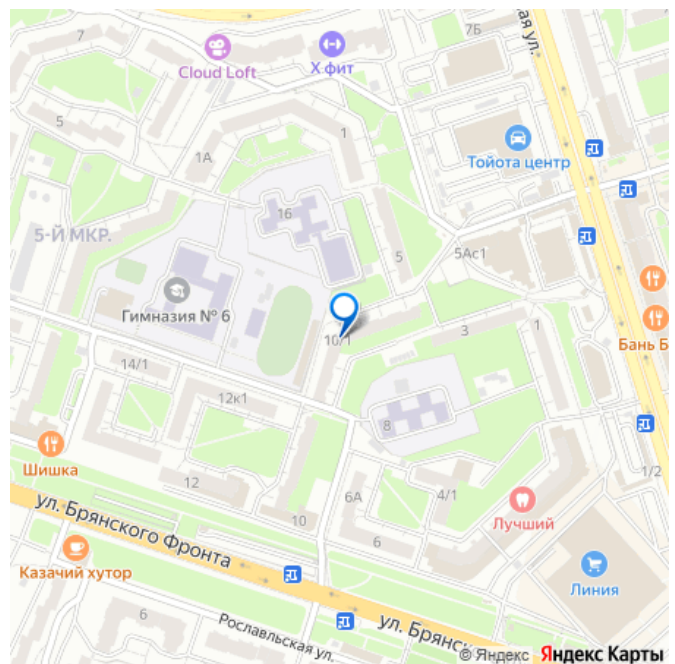 7
Cloud Loft
Х фит
7Б
ая ул.
5
1А
1
Тойота центр
16
5-Й МКР.
5
5Ас1
Гимназия № 6
10/1
3
1
Бань Б
14/1
12к1
8
Шишка
12
6А
4/1
1/2
Лучший
10
6
ул. Брянского Фронта
Казачий хутор
Линия
6
Рославльская ул.
ул. Брянск
© Яндекс Яндекс Карты